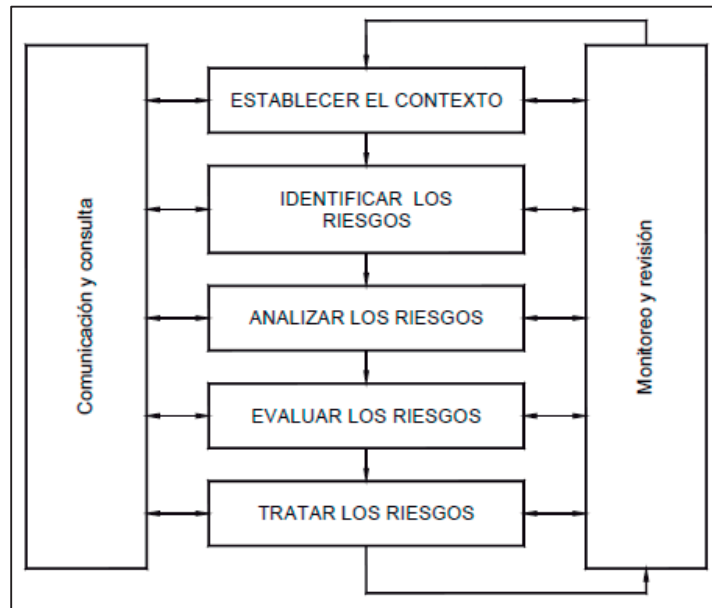 ESTABLECER EL CONTEXTO
IDENTIFICAR LOS
RIESGOS
ANALIZAR LOS RIESGOS
EVALUAR LOS RIESGOS
TRATAR LOS RIESGOS
Comunicación y consulta
Monitoreo y revisión